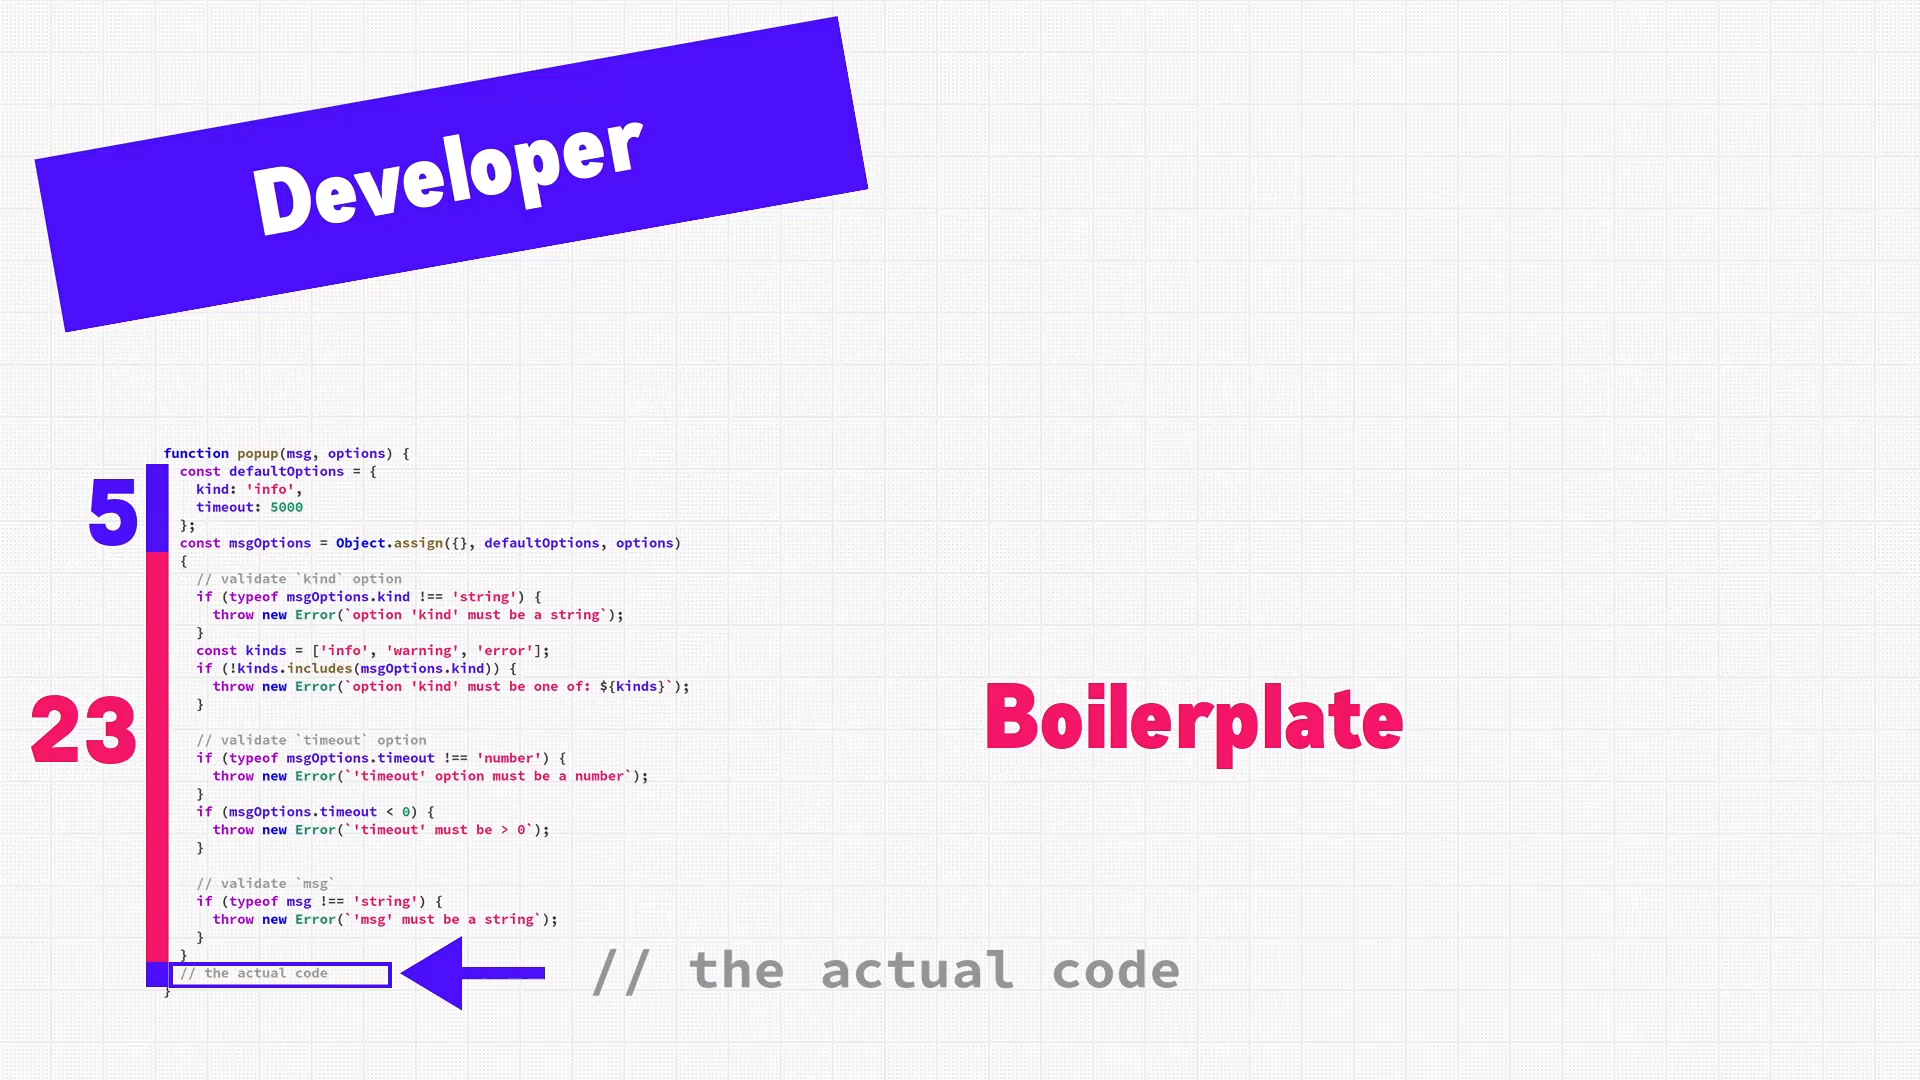 Developer
function popup(msg, options) {
const defaultOptions = {
kind: 'info',
timeout: 5000
};
const msgOptions = Object.assign({}, defaultOptions, options)
{
// validate `kind` option
if (typeof msgOptions.kind !== 'string') {
throw new Error(`option 'kind' must be a string`);
}
const kinds = ['info', 'warning', 'error'];
if (!kinds.includes(msgOptions.kind)) {
throw new Error(`option 'kind' must be one of: ${kinds}`);
}
// validate `timeout` option
if (typeof msgOptions.timeout !== 'number') {
throw new Error(`'timeout' option must be a number`);
}
if (msgOptions.timeout < 0) {
throw new Error(`'timeout' must be > 0`);
}
// validate `msg`
if (typeof msg !== 'string') {
throw new Error(`'msg' must be a string`);
}
}
// the actual code
}
5
23
Boilerplate
// the actual code